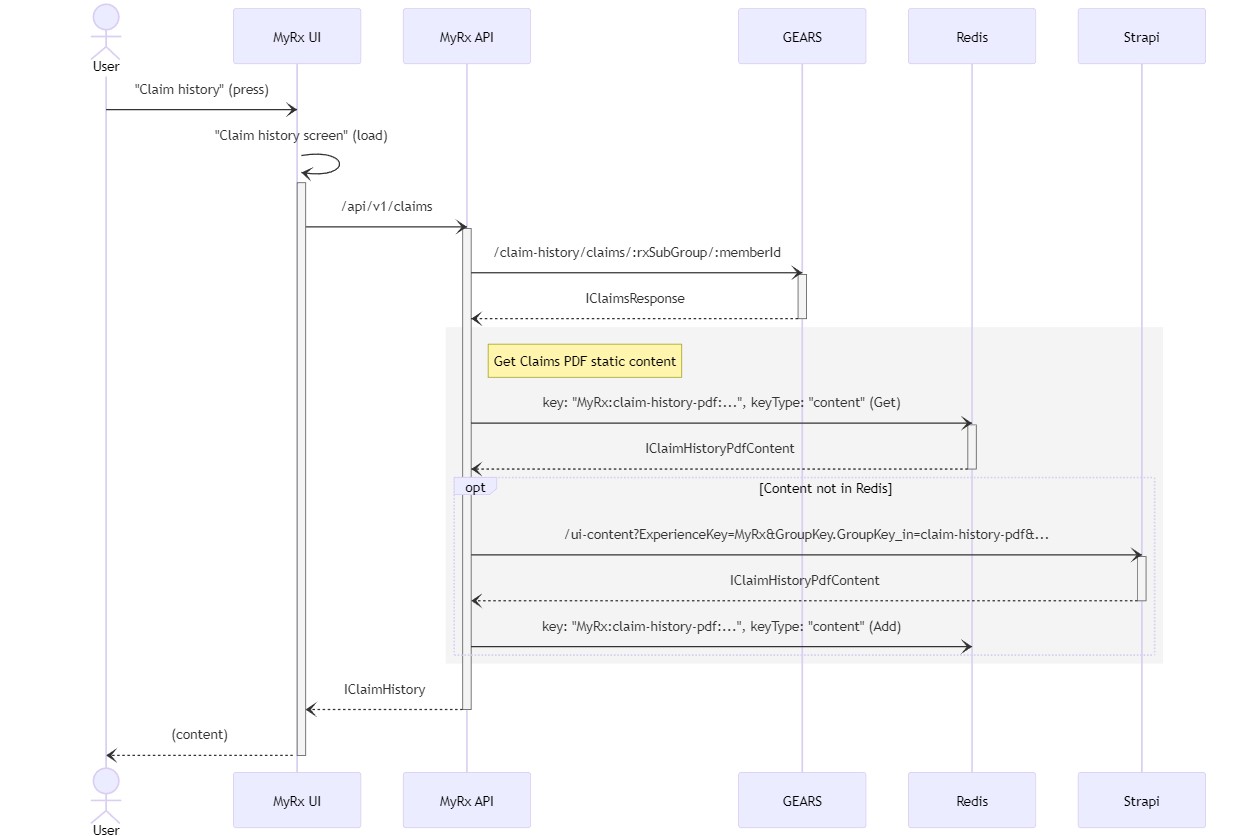 User
MyRx UI
MyRx API
GEARS
Redis
Strapi
"Claim history" (press)
"Claim history screen" (load)
/api/v1/claims
/claim-history/claims/:rxSubGroup/:memberId
IClaimsResponse
Get Claims PDF static content
key: "MyRx:claim-history-pdf:...", keyType: "content" (Get)
IClaimHistoryPdfContent
opt
[Content not in Redis]
/ui-content?ExperienceKey=MyRx&GroupKey.GroupKey_in=claim-history-pdf&...
IClaimHistoryPdfContent
key: "MyRx:claim-history-pdf:...", keyType: "content" (Add)
IClaimHistory
(content)
User
MyRx UI
MyRx API
GEARS
Redis
Strapi